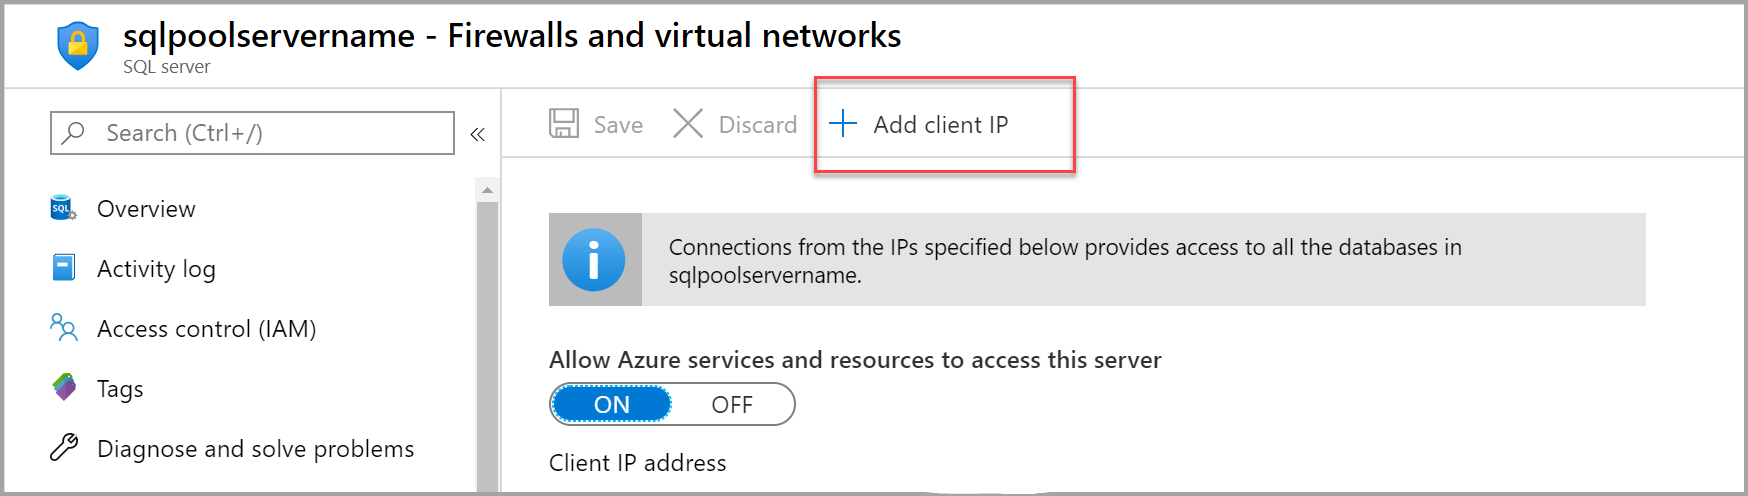 sqlpoolservername - Firewalls and virtual networks
SQL server
Search (Ctrl+/)
«
Overview
Activity log
Access control (IAM)
Tags
Diagnose and solve problems
Save Discard Add client IP
Connections from the IPs specified below provides access to all the databases in
sqlpoolservername.
Allow Azure services and resources to access this server
ON OFF
Client IP address